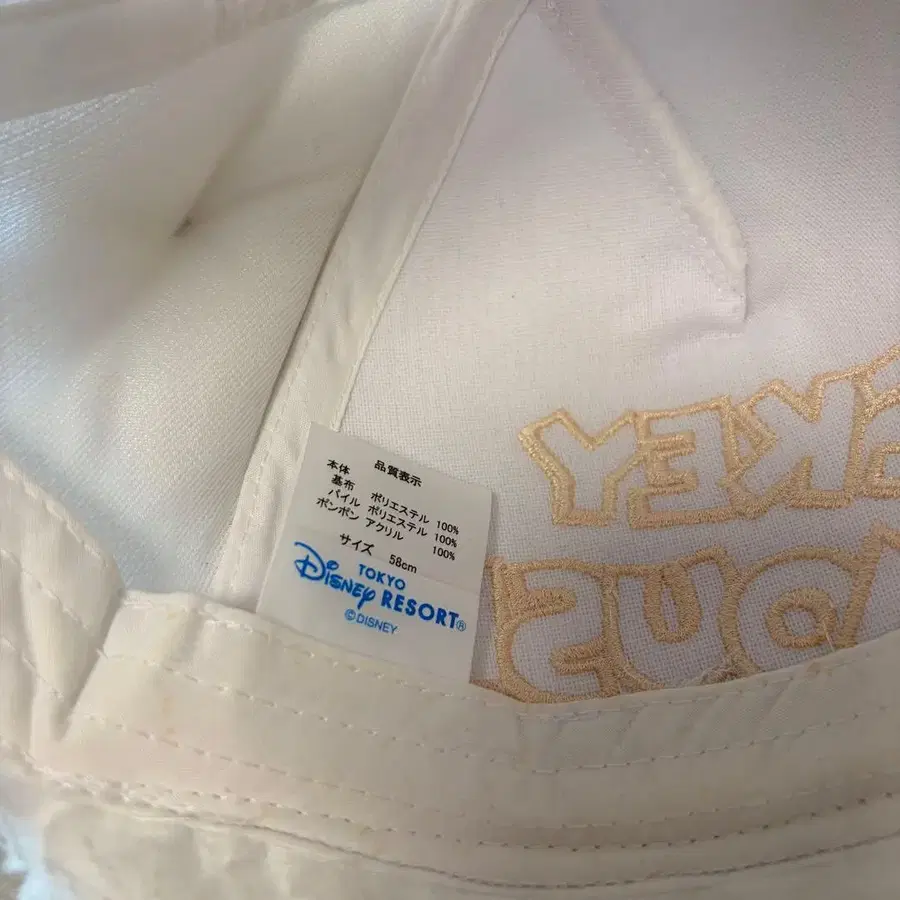 品質表示
本体
基布 ポリエステル 100%
パイル ポリエステル 100%
ポンポン アクリル 100%
サイズ 58cm
TOKYO
DISNEY RESORT®
©DISNEY
KEY
OUS